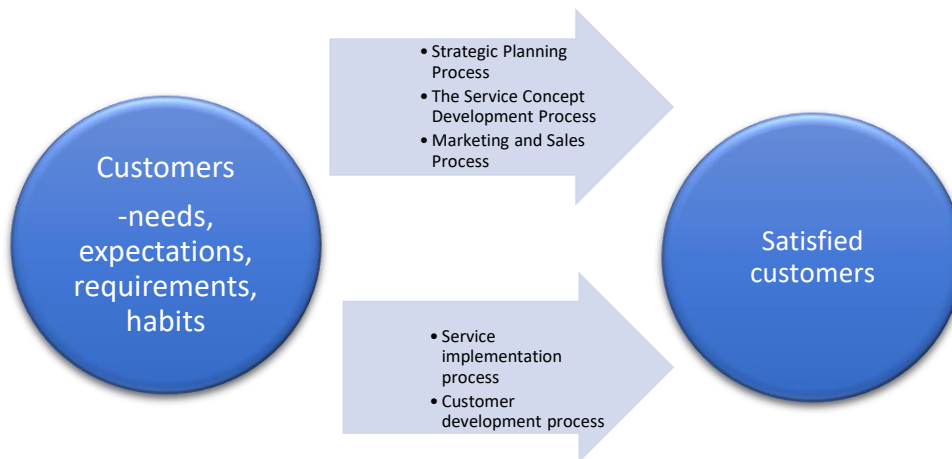 Customers
-needs,
expectations,
requirements,
habits
• Strategic Planning
Process
• The Service Concept
Development Process
• Marketing and Sales
Process
• Service
implementation
process
• Customer
development process
Satisfied
customers